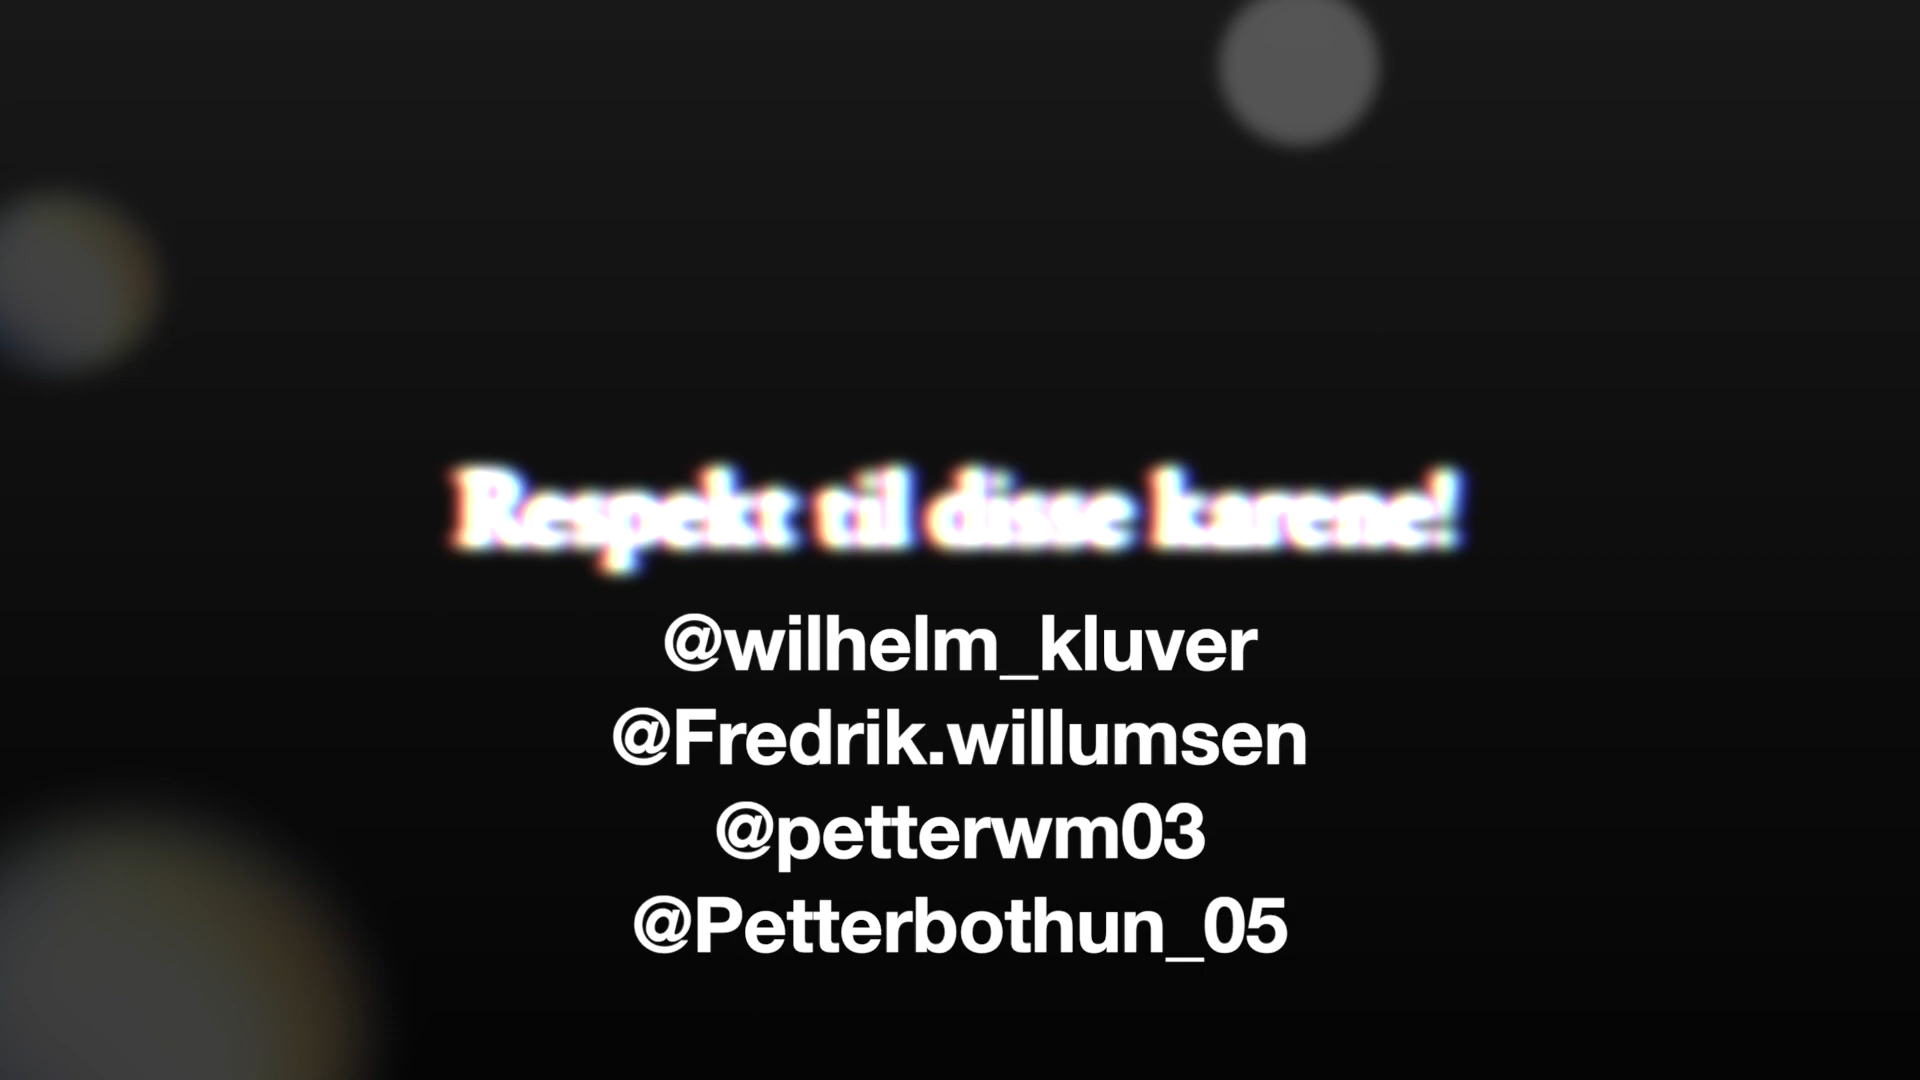 Respekt til disse karene!
@wilhelm_kluver
@Fredrik.willumsen
@petterwm03
@Petterbothun_05